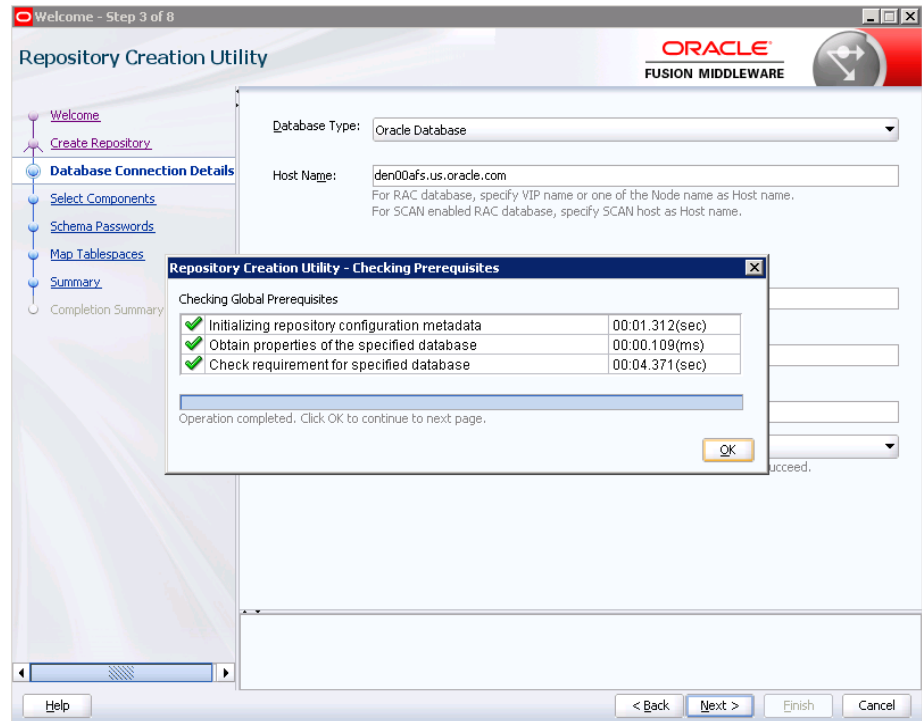 Welcome - Step 3 of 8
Repository Creation Utility
ORACLE
FUSION MIDDLEWARE
Welcome
Create Repository
Database Connection Details
Select Components
Schema Passwords
Map Tablespaces
Summary
Completion Summary
Database Type:
Oracle Database
Host Name:
den00afs.us.oracle.com
For RAC database, specify VIP name or one of the Node name as Host name.
For SCAN enabled RAC database, specify SCAN host as Host name.
Repository Creation Utility - Checking Prerequisites
Checking Global Prerequisites
Initializing repository configuration metadata 00:01.312(sec)
Obtain properties of the specified database 00:00.109(ms)
Check requirement for specified database 00:04.371(sec)
Operation completed. Click OK to continue to next page.
OK
Help
< Back
Next >
Finish
Cancel